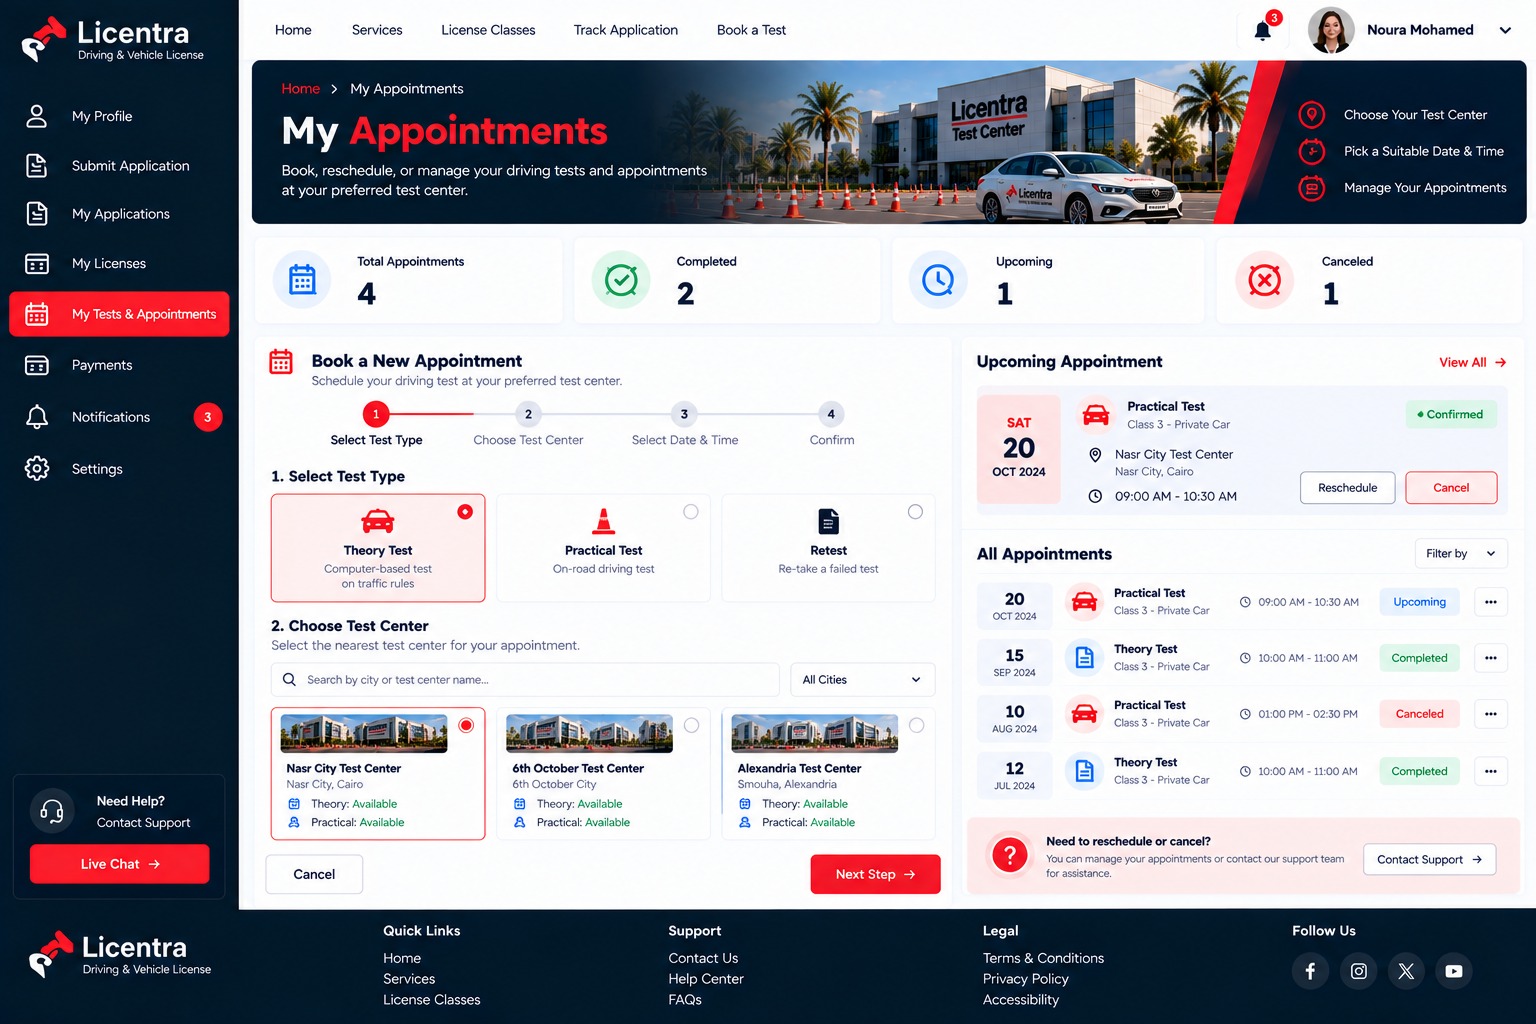 Licentra
Driving & Vehicle License
My Profile
Submit Application
My Applications
My Licenses
My Tests & Appointments
Payments
Notifications
3
Settings
Need Help?
Contact Support
Live Chat →
Home
Services
License Classes
Track Application
Book a Test
3
Noura Mohamed
Home > My Appointments
My Appointments
Book, reschedule, or manage your driving tests and appointments
at your preferred test center.
Licentra
Test Center
Licentra
Choose Your Test Center
Pick a Suitable Date & Time
Manage Your Appointments
Total Appointments
4
Completed
2
Upcoming
1
Canceled
1
Book a New Appointment
Schedule your driving test at your preferred test center.
1
2
3
4
Select Test Type
Choose Test Center
Select Date & Time
Confirm
1. Select Test Type
Theory Test
Computer-based test
on traffic rules
Practical Test
On-road driving test
Retest
Re-take a failed test
2. Choose Test Center
Select the nearest test center for your appointment.
Search by city or test center name...
All Cities
Nasr City Test Center
Nasr City, Cairo
Theory: Available
Practical: Available
6th October Test Center
6th October City
Theory: Available
Practical: Available
Alexandria Test Center
Smouha, Alexandria
Theory: Available
Practical: Available
Cancel
Next Step →
Upcoming Appointment
View All →
SAT
20
OCT 2024
Practical Test
Class 3 - Private Car
Confirmed
Nasr City Test Center
Nasr City, Cairo
09:00 AM - 10:30 AM
Reschedule
Cancel
All Appointments
Filter by
20
OCT 2024
Practical Test
Class 3 - Private Car
09:00 AM - 10:30 AM
Upcoming
15
SEP 2024
Theory Test
Class 3 - Private Car
10:00 AM - 11:00 AM
Completed
10
AUG 2024
Practical Test
Class 3 - Private Car
01:00 PM - 02:30 PM
Canceled
12
JUL 2024
Theory Test
Class 3 - Private Car
10:00 AM - 11:00 AM
Completed
Need to reschedule or cancel?
You can manage your appointments or contact our support team
for assistance.
Contact Support →
Licentra
Driving & Vehicle License
Quick Links
Home
Services
License Classes
Support
Contact Us
Help Center
FAQs
Legal
Terms & Conditions
Privacy Policy
Accessibility
Follow Us